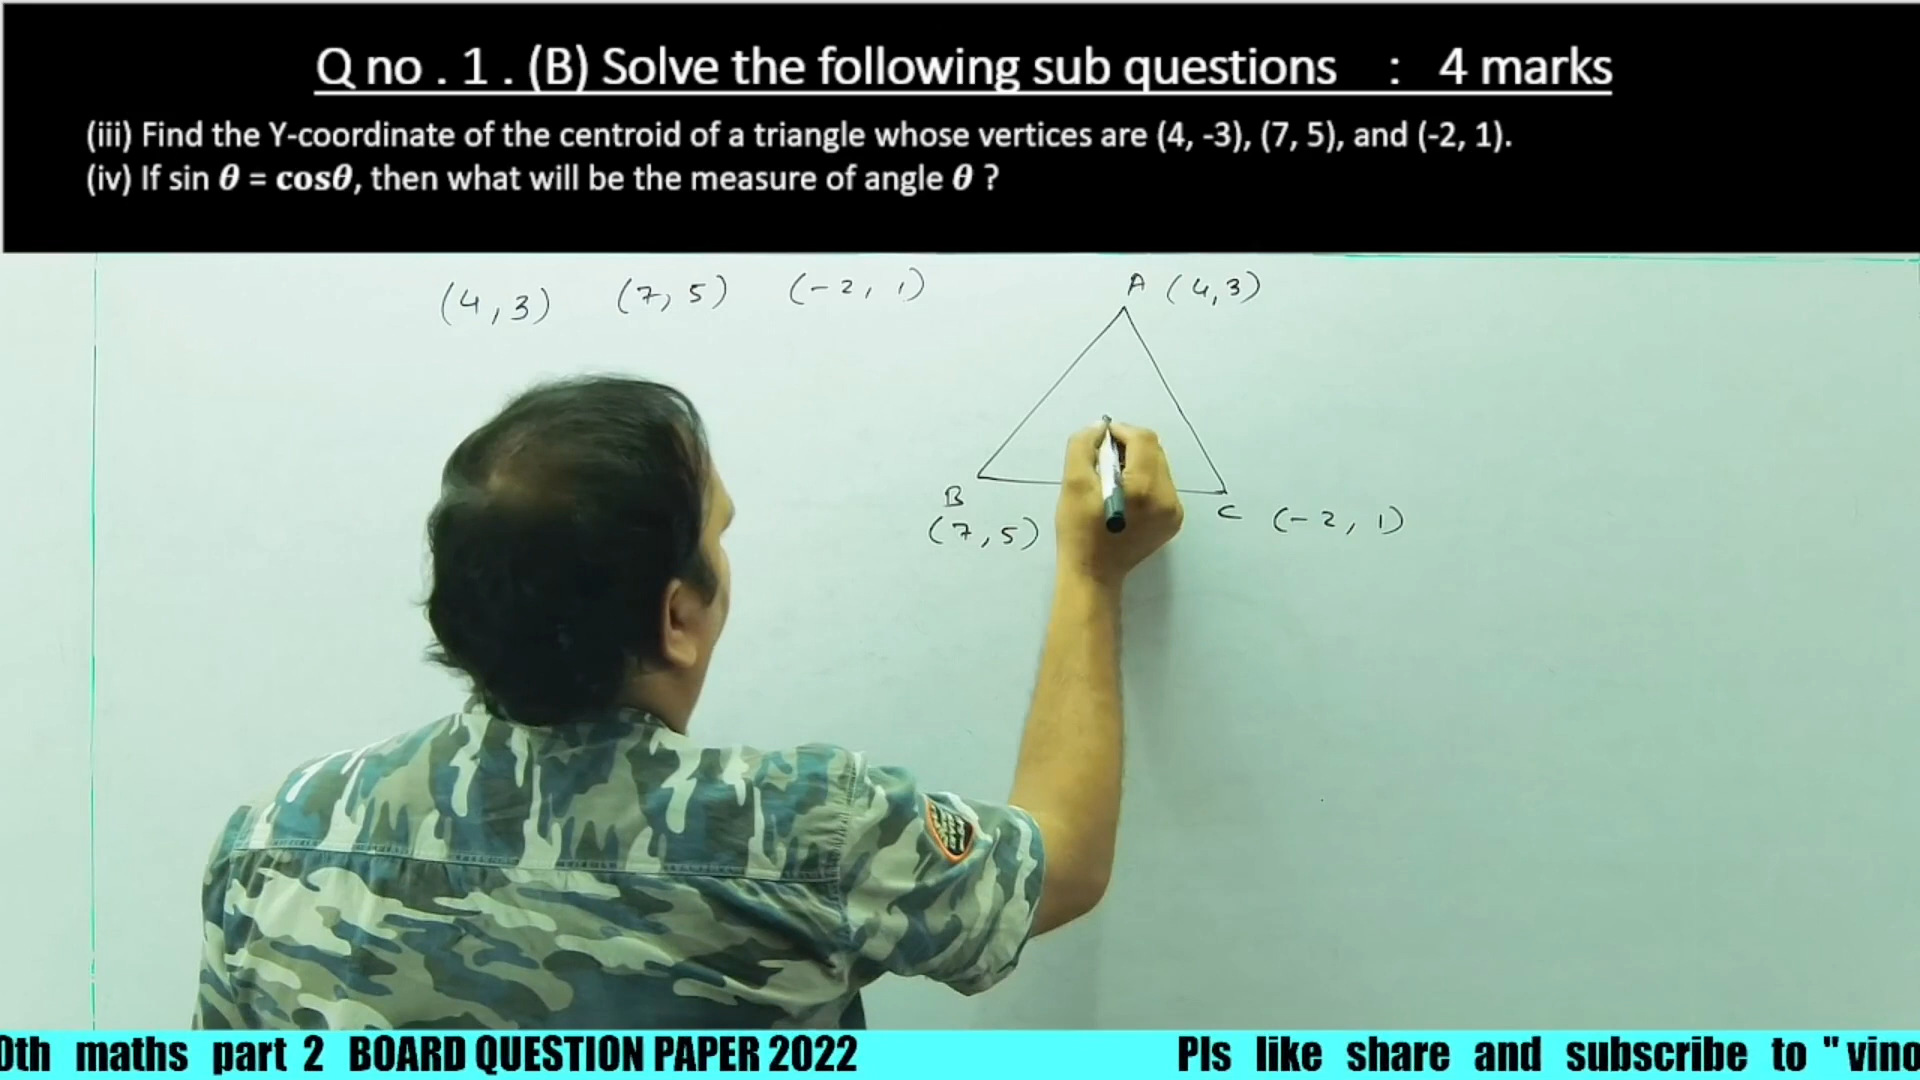 Q no . 1 . (B) Solve the following sub questions : 4 marks
(iii) Find the Y-coordinate of the centroid of a triangle whose vertices are (4, -3), (7, 5), and (-2, 1).
(iv) If sin θ = cosθ, then what will be the measure of angle θ ?
(4, 3) (7, 5) (-2, 1)
A (4,3)
B
(7,5)
C (-2, 1)
0th maths part 2 BOARD QUESTION PAPER 2022 Pls like share and subscribe to "vino